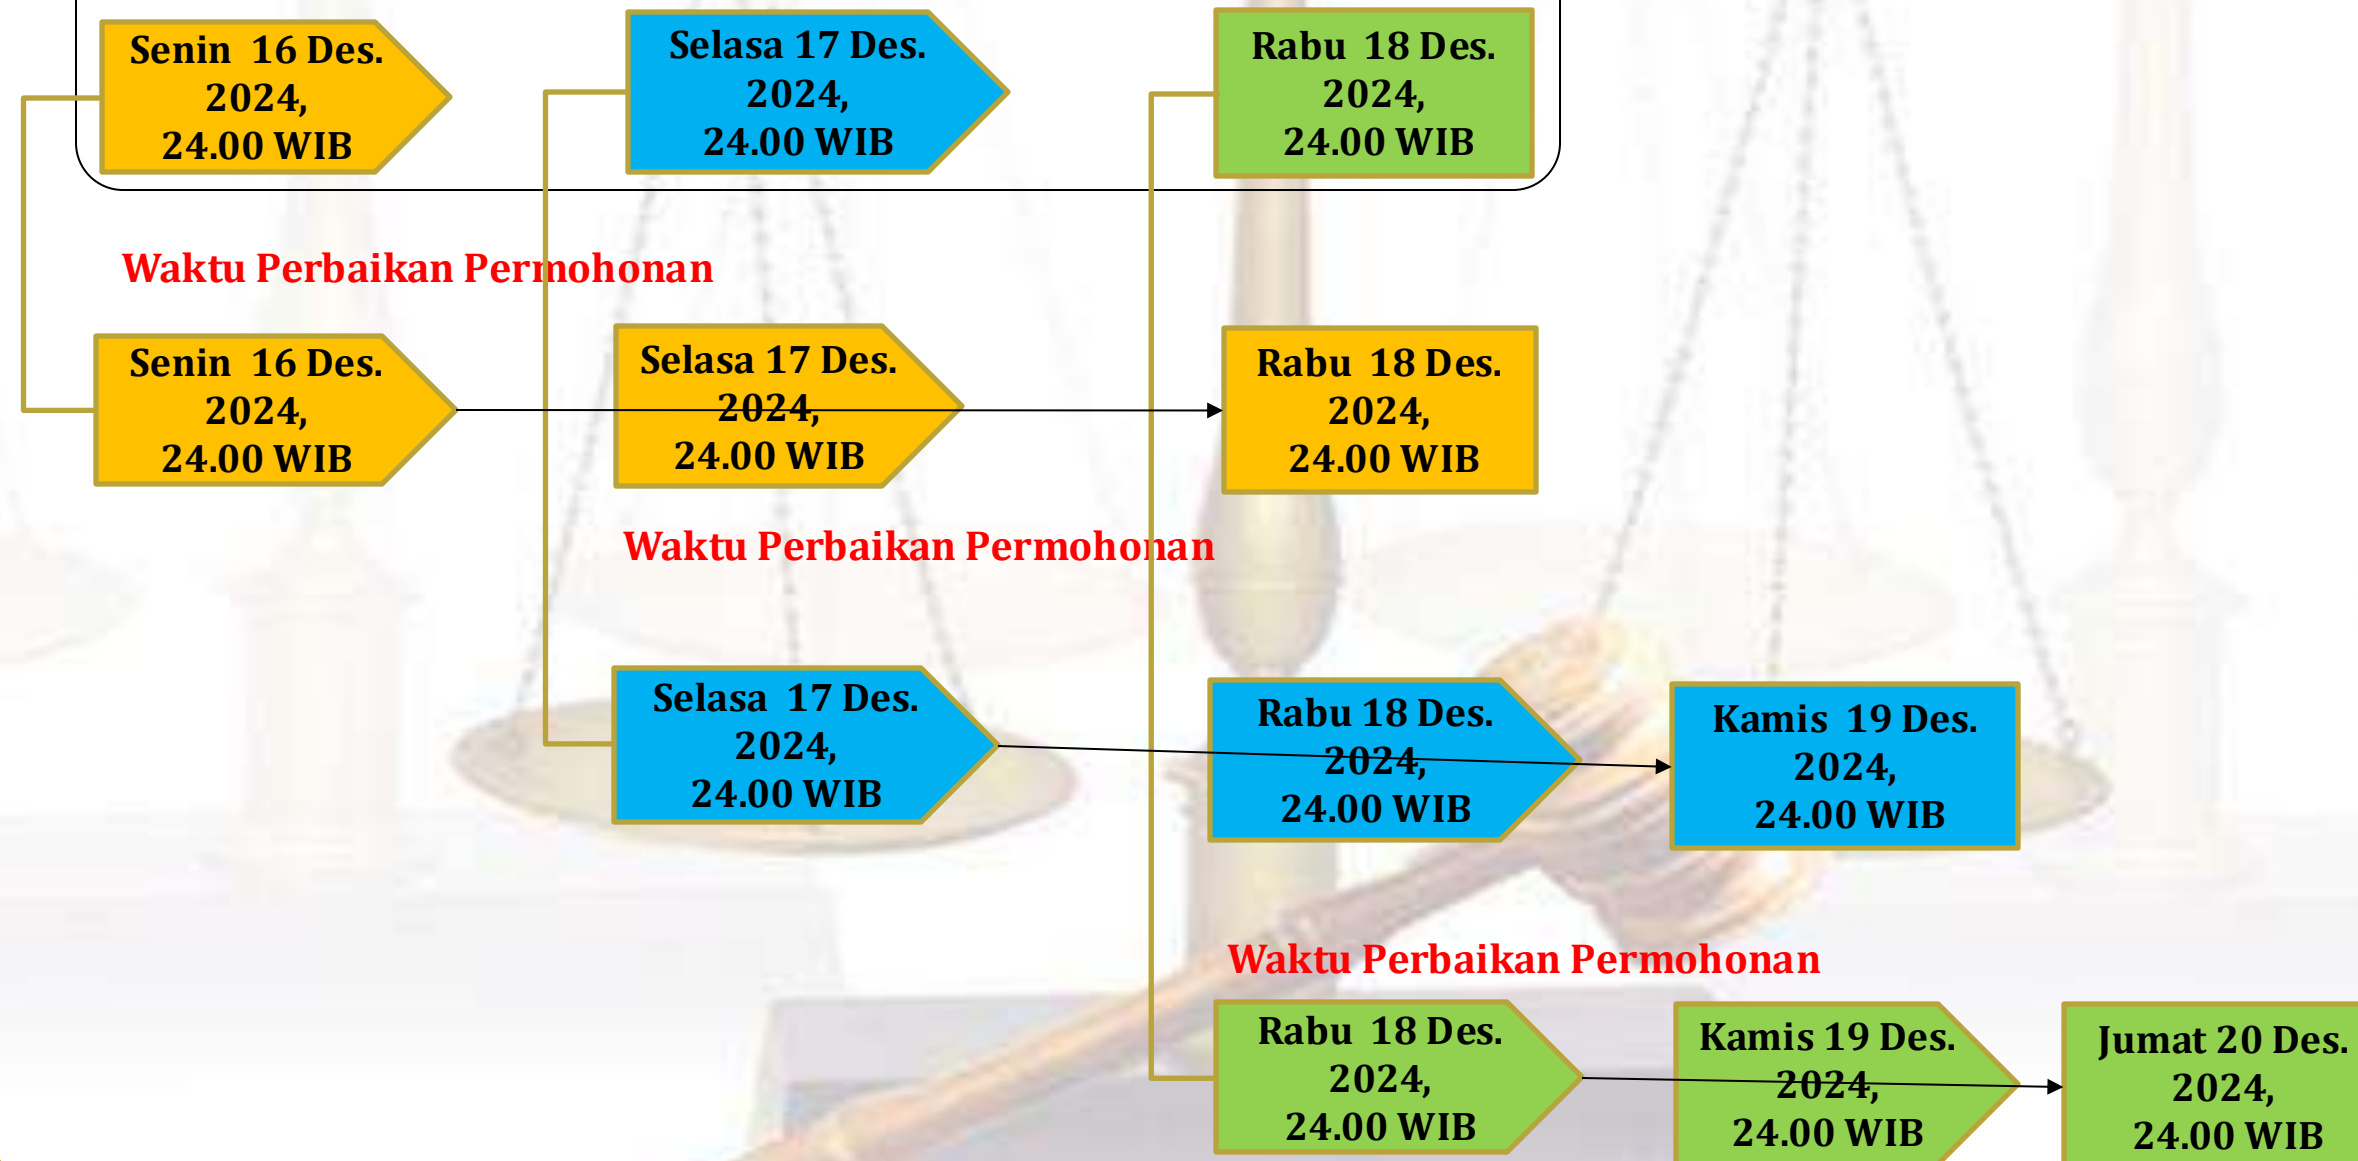 Senin 16 Des.
2024,
24.00 WIB
Selasa 17 Des.
2024,
24.00 WIB
Rabu 18 Des.
2024,
24.00 WIB
Waktu Perbaikan Permohonan
Senin 16 Des.
2024,
24.00 WIB
Selasa 17 Des.
2024,
24.00 WIB
Rabu 18 Des.
2024,
24.00 WIB
Waktu Perbaikan Permohonan
Selasa 17 Des.
2024,
24.00 WIB
Rabu 18 Des.
2024,
24.00 WIB
Kamis 19 Des.
2024,
24.00 WIB
Waktu Perbaikan Permohonan
Rabu 18 Des.
2024,
24.00 WIB
Kamis 19 Des.
2024,
24.00 WIB
Jumat 20 Des.
2024,
24.00 WIB